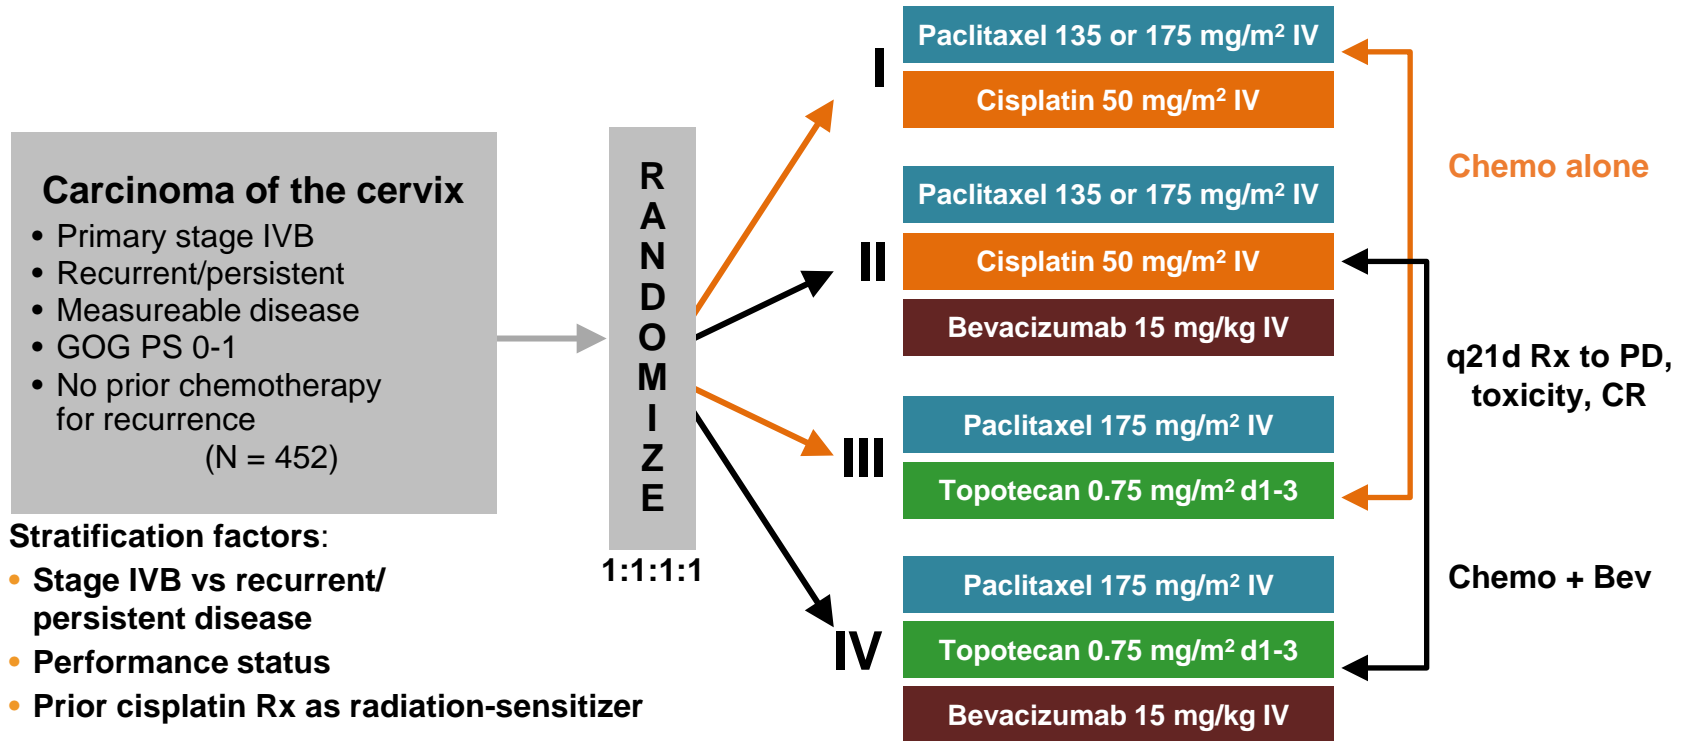 Carcinoma of the cervix
• Primary stage IVB
• Recurrent/persistent
• Measureable disease
• GOG PS 0-1
• No prior chemotherapy
for recurrence
(N = 452)
Stratification factors:
• Stage IVB vs recurrent/
persistent disease
• Performance status
• Prior cisplatin Rx as radiation-sensitizer
RANDOMIZE
1:1:1:1
I
Paclitaxel 135 or 175 mg/m² IV
Cisplatin 50 mg/m² IV
II
Paclitaxel 135 or 175 mg/m² IV
Cisplatin 50 mg/m² IV
Bevacizumab 15 mg/kg IV
III
Paclitaxel 175 mg/m² IV
Topotecan 0.75 mg/m² d1-3
IV
Paclitaxel 175 mg/m² IV
Topotecan 0.75 mg/m² d1-3
Bevacizumab 15 mg/kg IV
Chemo alone
q21d Rx to PD,
toxicity, CR
Chemo + Bev